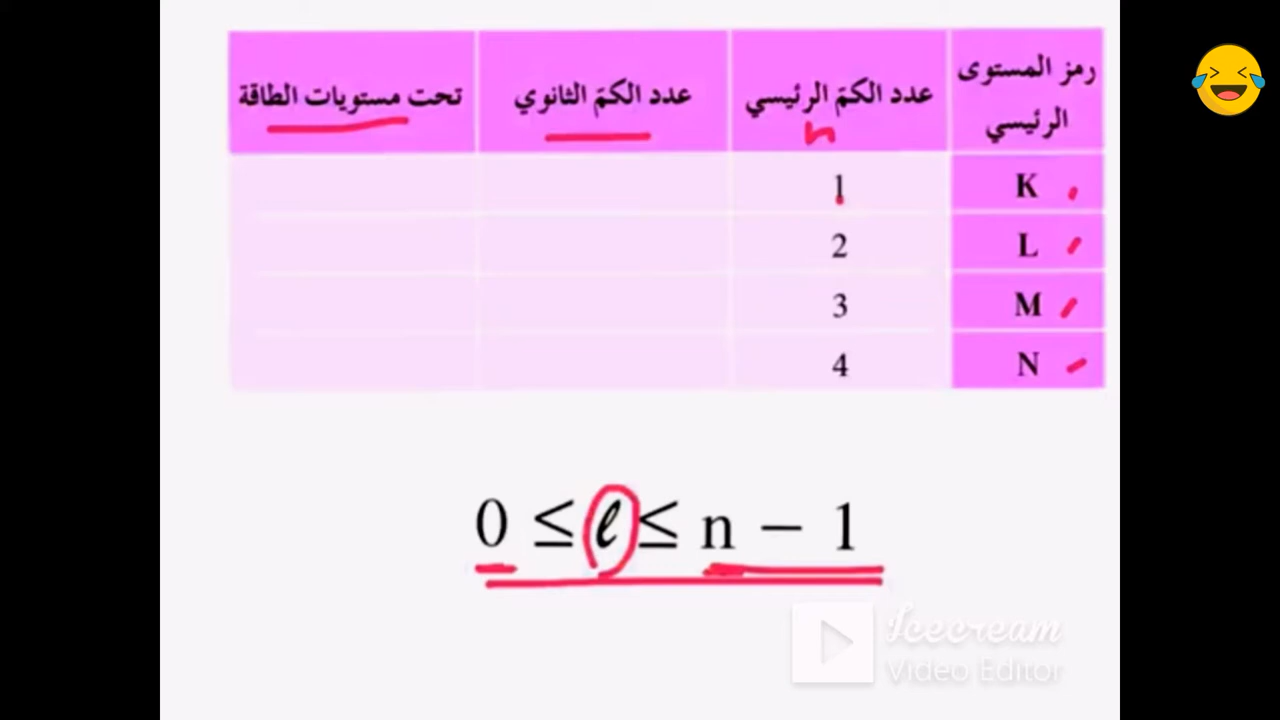 رمز المستوى الرئيسي	عدد الكمّ الرئيسي	عدد الكمّ الثانوي	تحت مستويات الطاقة
n
K	1
L	2
M	3
N	4
0 ≤ ℓ ≤ n − 1
Icecream
Video Editor